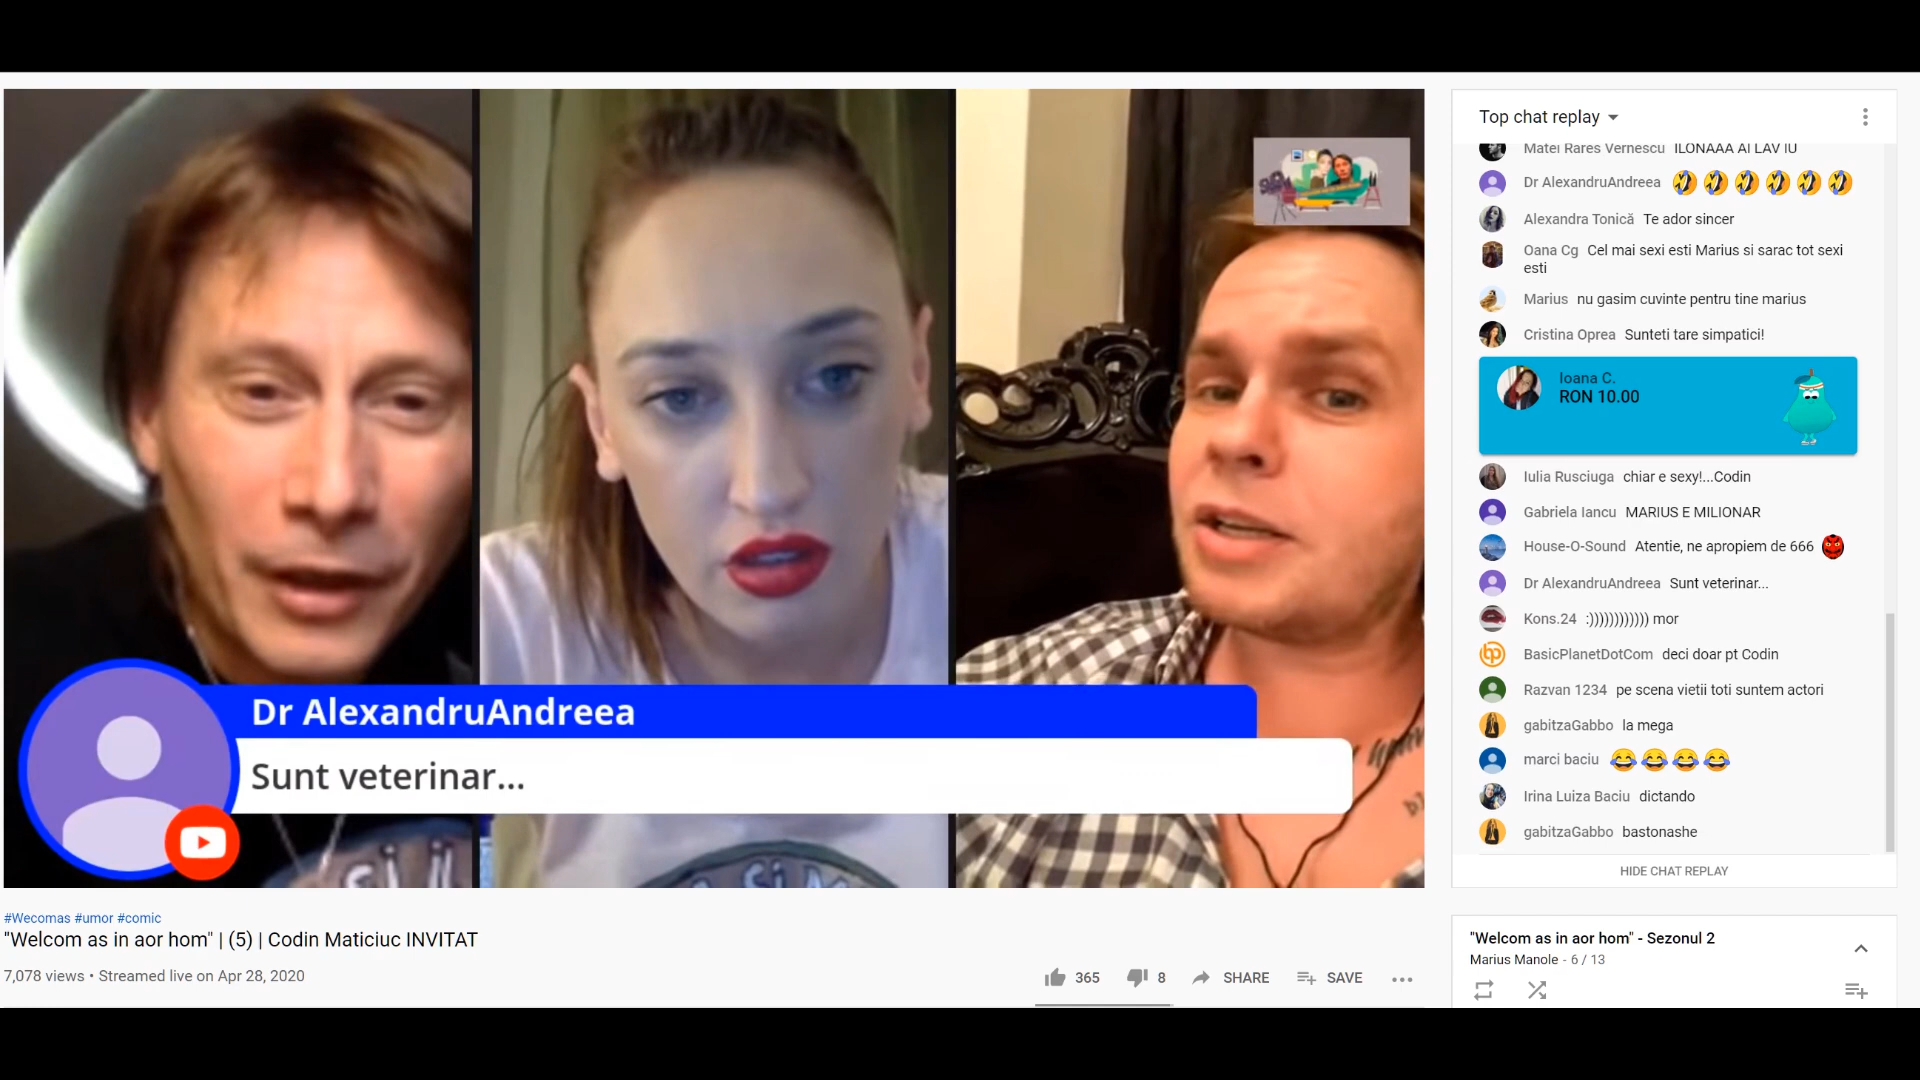 Dr AlexandruAndreea
Sunt veterinar...
#Wecomas #umor #comic
"Welcom as in aor hom" | (5) | Codin Maticiuc INVITAT
7,078 views • Streamed live on Apr 28, 2020
365
8
SHARE
SAVE
Top chat replay
Matei Rares Vernescu ILONAAA AI LAV IU
Dr AlexandruAndreea 🤣🤣🤣🤣🤣🤣
Alexandra Tonică Te ador sincer
Oana Cg Cel mai sexi esti Marius si sarac tot sexi
esti
Marius nu gasim cuvinte pentru tine marius
Cristina Oprea Sunteti tare simpatici!
Ioana C.
RON 10.00
Iulia Rusciuga chiar e sexy!...Codin
Gabriela Iancu MARIUS E MILIONAR
House-O-Sound Atentie, ne apropiem de 666 👹
Dr AlexandruAndreea Sunt veterinar...
Kons.24 :)))))))))))) mor
BasicPlanetDotCom deci doar pt Codin
Razvan 1234 pe scena vietii toti suntem actori
gabitzaGabbo la mega
marci baciu 😂😂😂😂
Irina Luiza Baciu dictando
gabitzaGabbo bastonashe
HIDE CHAT REPLAY
"Welcom as in aor hom" - Sezonul 2
Marius Manole - 6 / 13